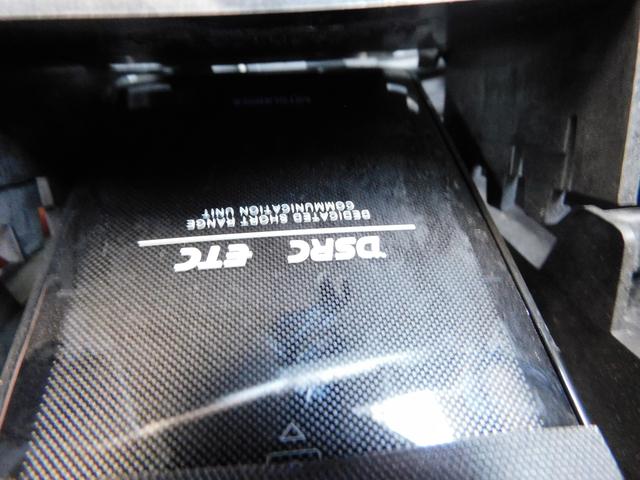 DSRC ETC
DEDICATED SHORT RANGE
COMMUNICATION UNIT